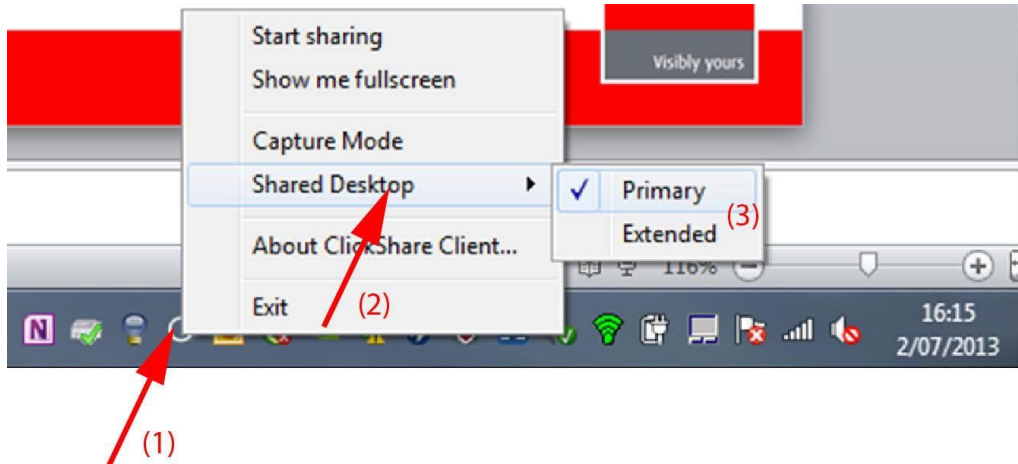 Visibly yours
Start sharing
Show me fullscreen
Capture Mode
Shared Desktop
Primary
Extended
(3)
About ClickShare Client...
116%
Exit
(2)
N
16:15
2/07/2013
(1)